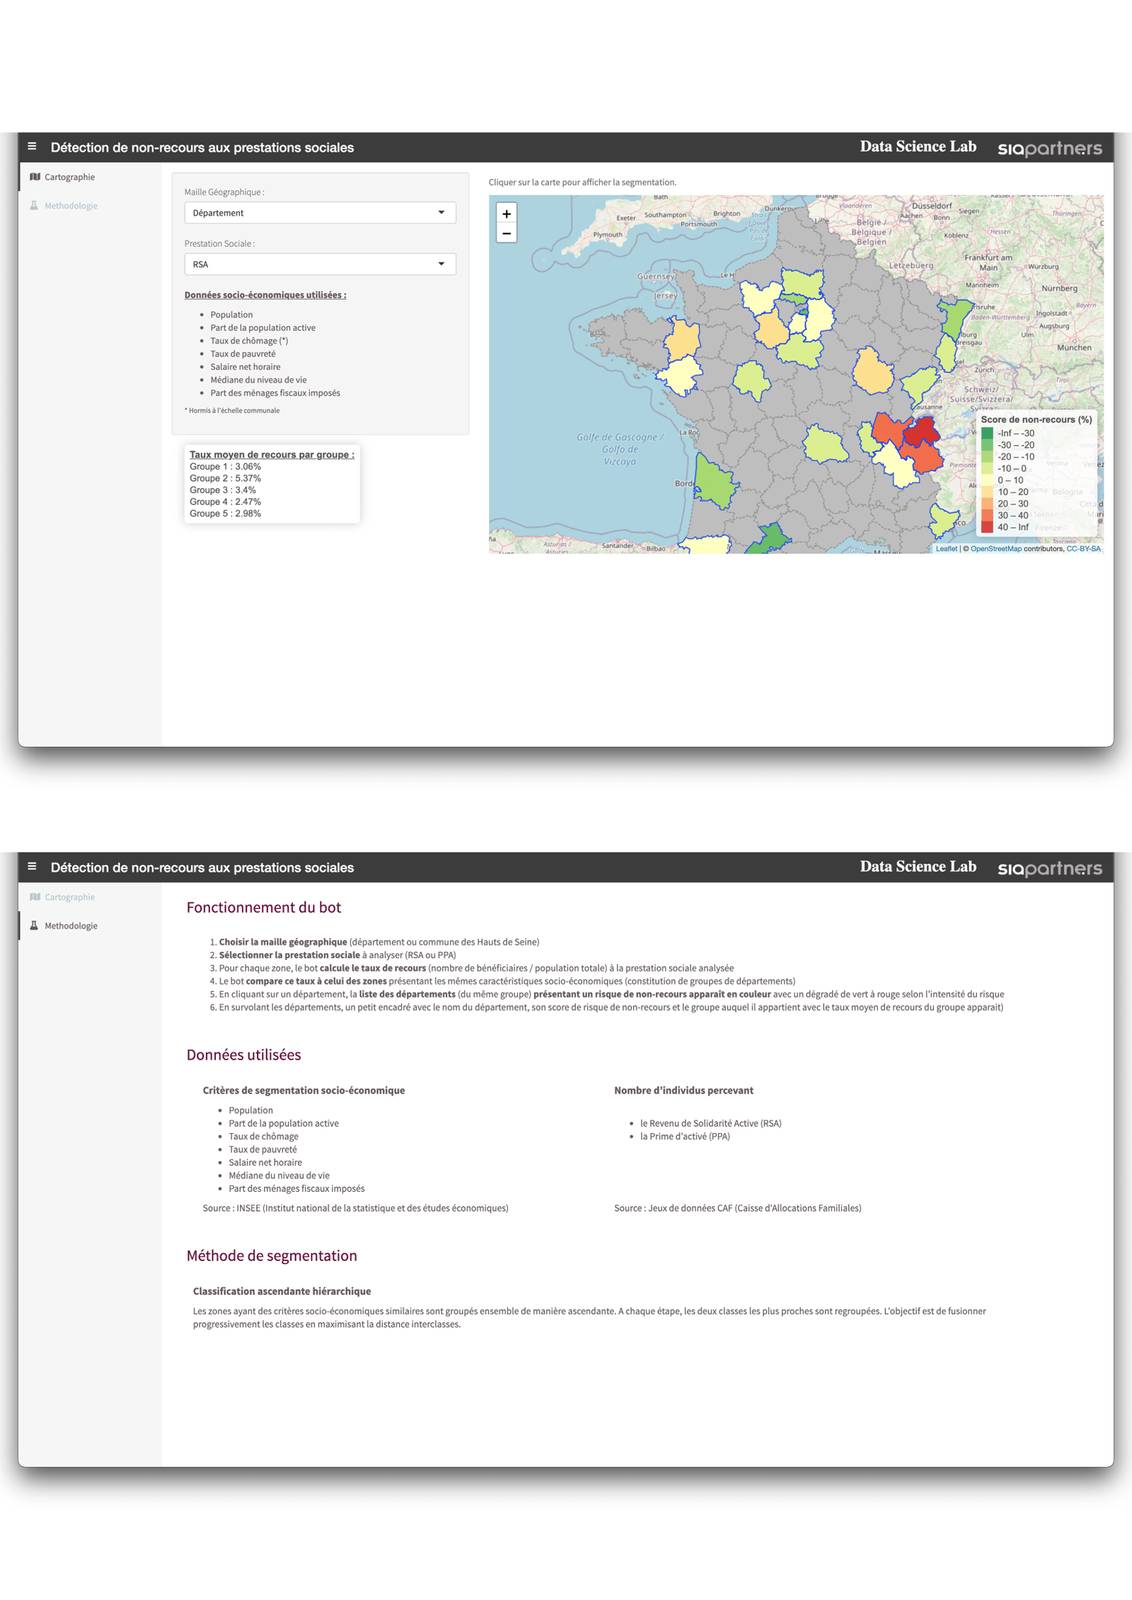 Détection de non-recours aux prestations sociales
Data Science Lab
siapartners
Cartographie
Methodologie
Maille Géographique :
Département
Prestation Sociale :
RSA
Données socio-économiques utilisées :
Population
Part de la population active
Taux de chômage (*)
Taux de pauvreté
Salaire net horaire
Médiane du niveau de vie
Part des ménages fiscaux imposés
* Hormis à l'échelle communale
Taux moyen de recours par groupe :
Groupe 1 : 3.06%
Groupe 2 : 5.37%
Groupe 3 : 3.4%
Groupe 4 : 2.47%
Groupe 5 : 2.98%
Cliquer sur la carte pour afficher la segmentation.
+
−
Bath
Exeter
Southampton
Brighton
Portsmouth
Plymouth
Vlaanderen
Düsseldorf
Aachen
Bonn
Siegen
Thüringen
België /
Belgique /
Belgien
Koblenz
Hessen
Lëtzebuerg
Frankfurt am
Main
Würzburg
Mannheim
Nürnberg
Guernsey
Jersey
Baden-Württemberg
Ingolstadt
Augsburg
Ulm
München
Bayern
Zürich
Schweiz/
Suisse/Svizzera/
Tirol
Golfe de Gascogne /
Golfo de
Vizcaya
Asturias /
Santander
Bilbao
Score de non-recours (%)
-Inf – -30
-30 – -20
-20 – -10
-10 – 0
0 – 10
10 – 20
20 – 30
30 – 40
40 – Inf
Leaflet | © OpenStreetMap contributors, CC-BY-SA
Détection de non-recours aux prestations sociales
Data Science Lab
siapartners
Cartographie
Methodologie
Fonctionnement du bot
1. Choisir la maille géographique (département ou commune des Hauts de Seine)
2. Sélectionner la prestation sociale à analyser (RSA ou PPA)
3. Pour chaque zone, le bot calcule le taux de recours (nombre de bénéficiaires / population totale) à la prestation sociale analysée
4. Le bot compare ce taux à celui des zones présentant les mêmes caractéristiques socio-économiques (constitution de groupes de départements)
5. En cliquant sur un département, la liste des départements (du même groupe) présentant un risque de non-recours apparaît en couleur avec un dégradé de vert à rouge selon l'intensité du risque
6. En survolant les départements, un petit encadré avec le nom du département, son score de risque de non-recours et le groupe auquel il appartient avec le taux moyen de recours du groupe apparait)
Données utilisées
Critères de segmentation socio-économique
Population
Part de la population active
Taux de chômage
Taux de pauvreté
Salaire net horaire
Médiane du niveau de vie
Part des ménages fiscaux imposés
Source : INSEE (Institut national de la statistique et des études économiques)
Nombre d'individus percevant
le Revenu de Solidarité Active (RSA)
la Prime d'activé (PPA)
Source : Jeux de données CAF (Caisse d'Allocations Familiales)
Méthode de segmentation
Classification ascendante hiérarchique
Les zones ayant des critères socio-économiques similaires sont groupés ensemble de manière ascendante. A chaque étape, les deux classes les plus proches sont regroupées. L'objectif est de fusionner
progressivement les classes en maximisant la distance interclasses.